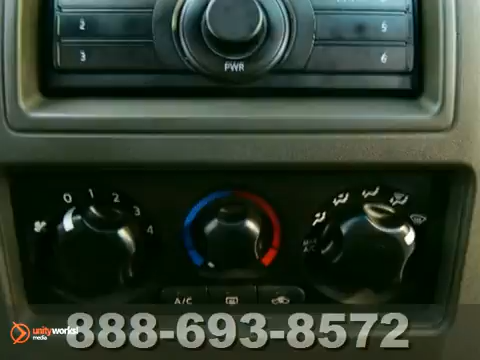 2
5
3
6
PWR
0 1 2 3 4
MAX A/C
A/C
unityworks!
media
888-693-8572